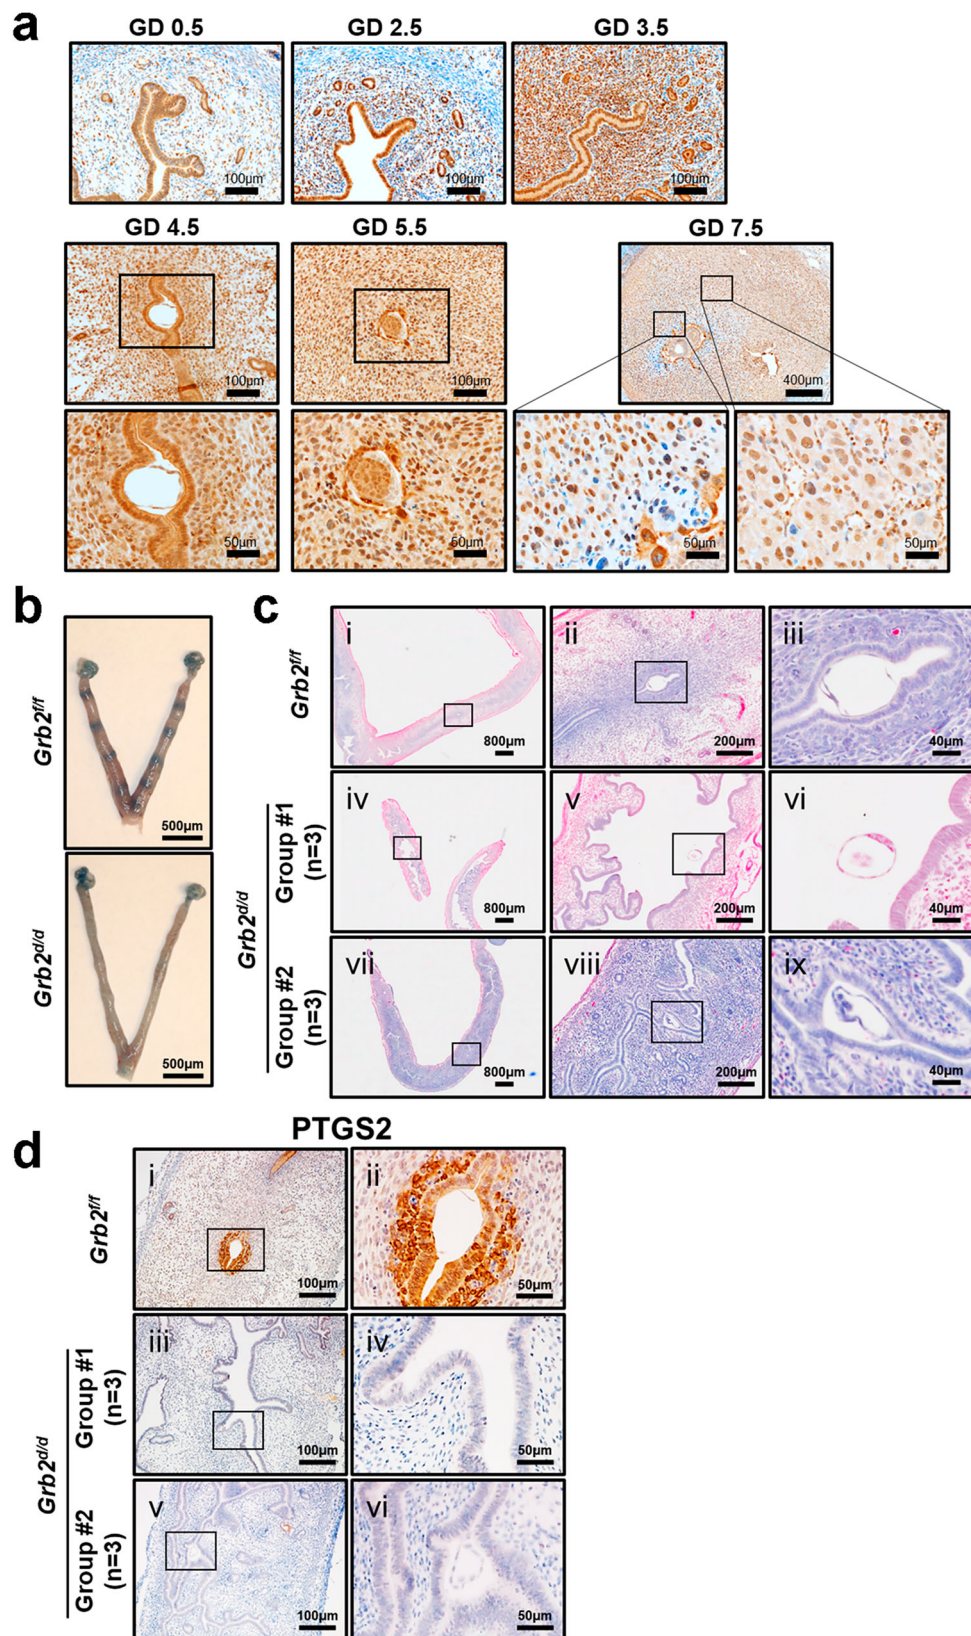 a
GD 0.5
GD 2.5
GD 3.5
100μm
100μm
100μm
GD 4.5
GD 5.5
GD 7.5
100μm
100μm
400μm
50μm
50μm
50μm
50μm
b
Grb2f/f
500μm
Grb2d/d
500μm
c
Grb2f/f
i
ii
iii
800μm
200μm
40μm
Grb2d/d
Group #1
(n=3)
iv
v
vi
800μm
200μm
40μm
Group #2
(n=3)
vii
viii
ix
800μm
200μm
40μm
d
PTGS2
Grb2f/f
i
ii
100μm
50μm
Grb2d/d
Group #1
(n=3)
iii
iv
100μm
50μm
Group #2
(n=3)
v
vi
100μm
50μm